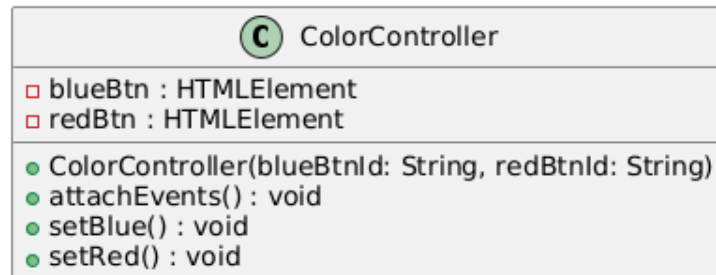 C ColorController
blueBtn : HTMLElement
redBtn : HTMLElement
ColorController(blueBtnId: String, redBtnId: String)
attachEvents() : void
setBlue() : void
setRed() : void